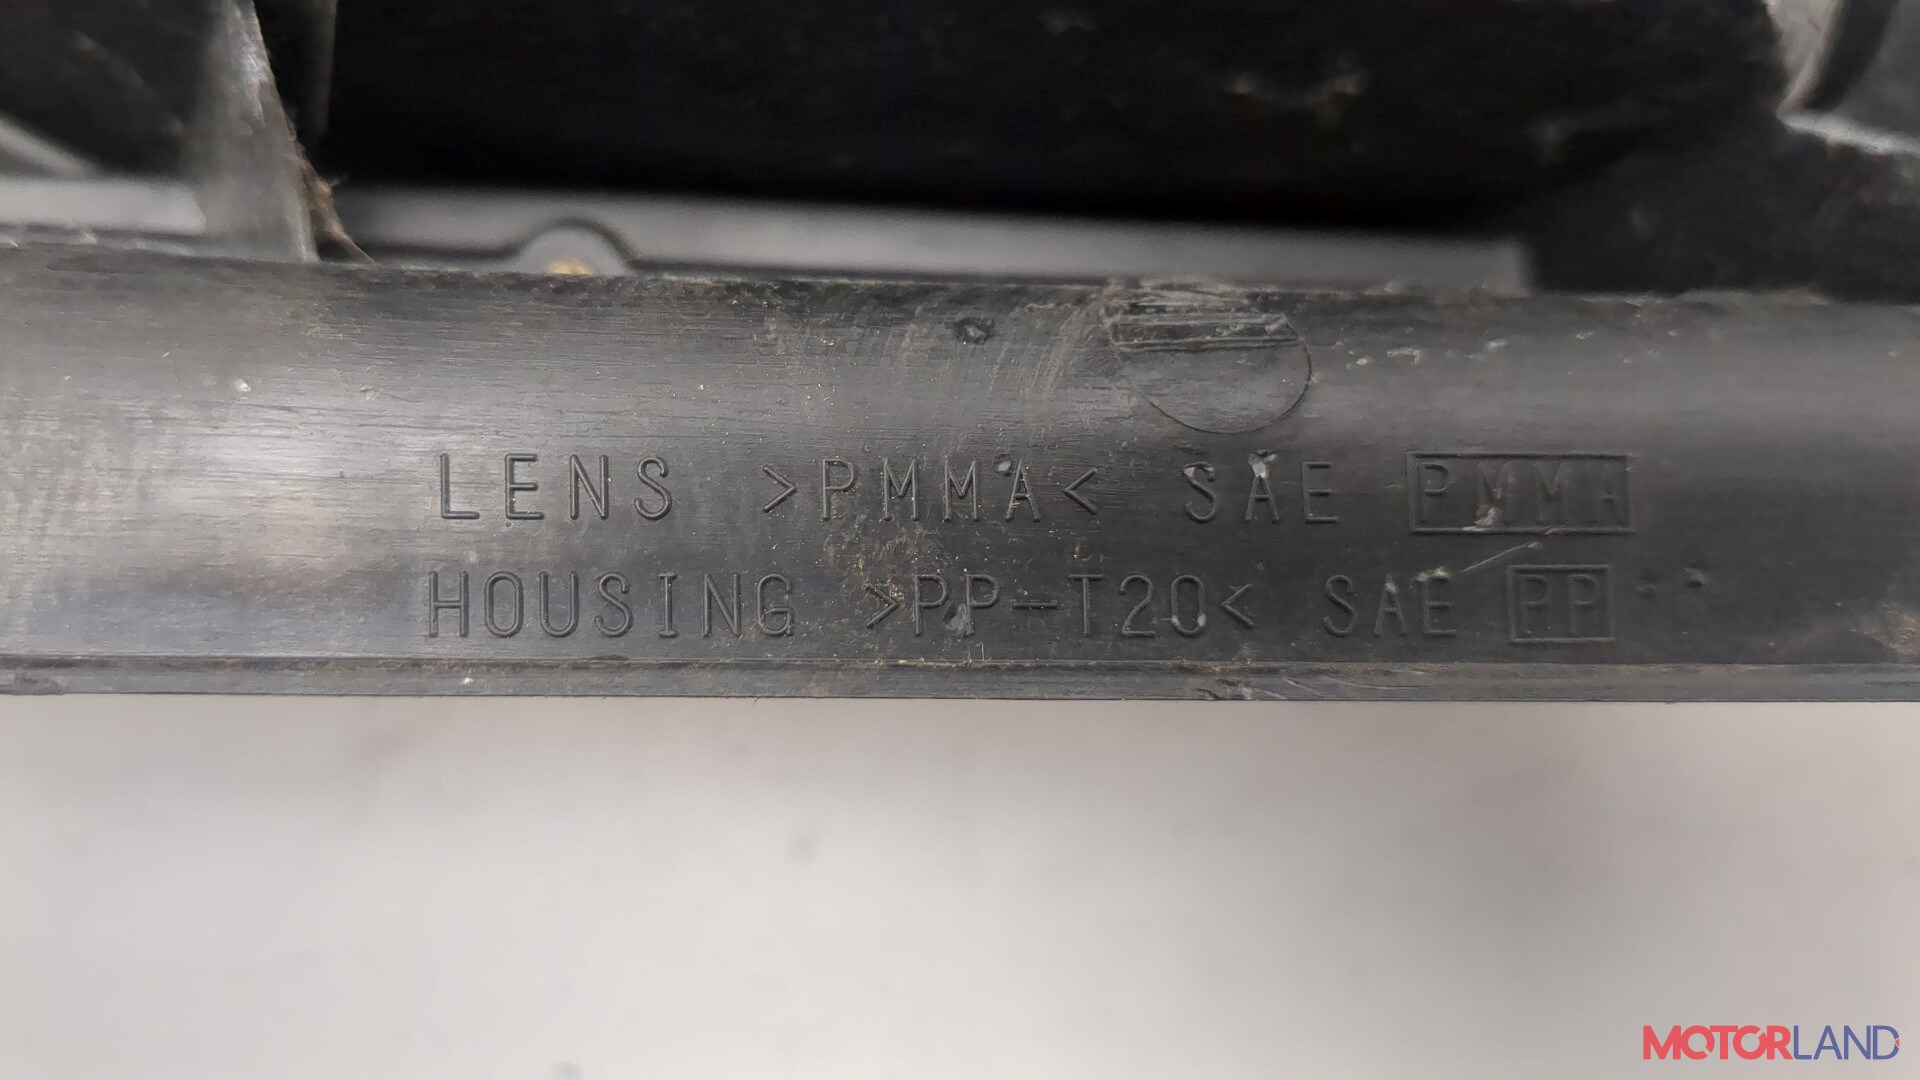 LENS >PMMA< SAE PMMA
HOUSING >PP-T20< SAE PP
MOTORLAND